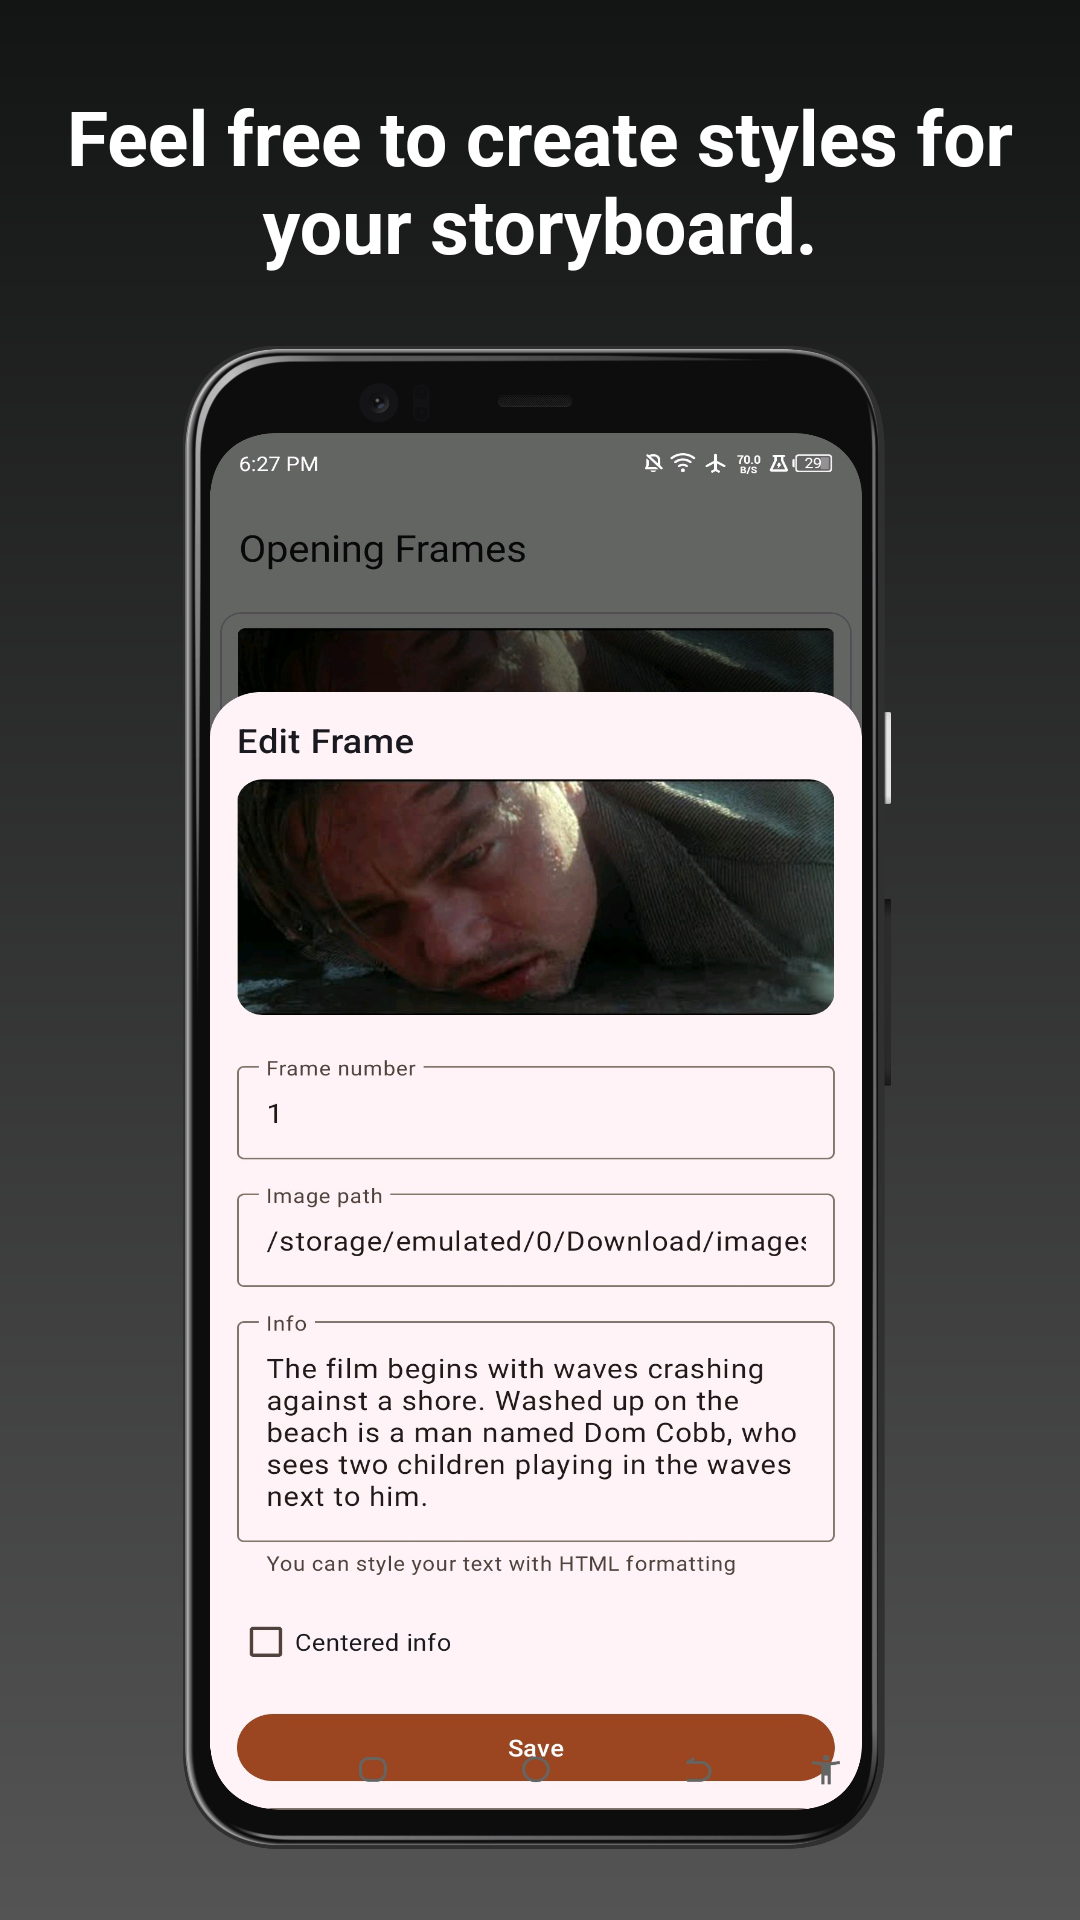 Feel free to create styles for
your storyboard.
6:27 PM
70.0
B/S
29
Opening Frames
Edit Frame
Frame number
1
Image path
/storage/emulated/0/Download/images
Info
The film begins with waves crashing
against a shore. Washed up on the
beach is a man named Dom Cobb, who
sees two children playing in the waves
next to him.
You can style your text with HTML formatting
Centered info
Save